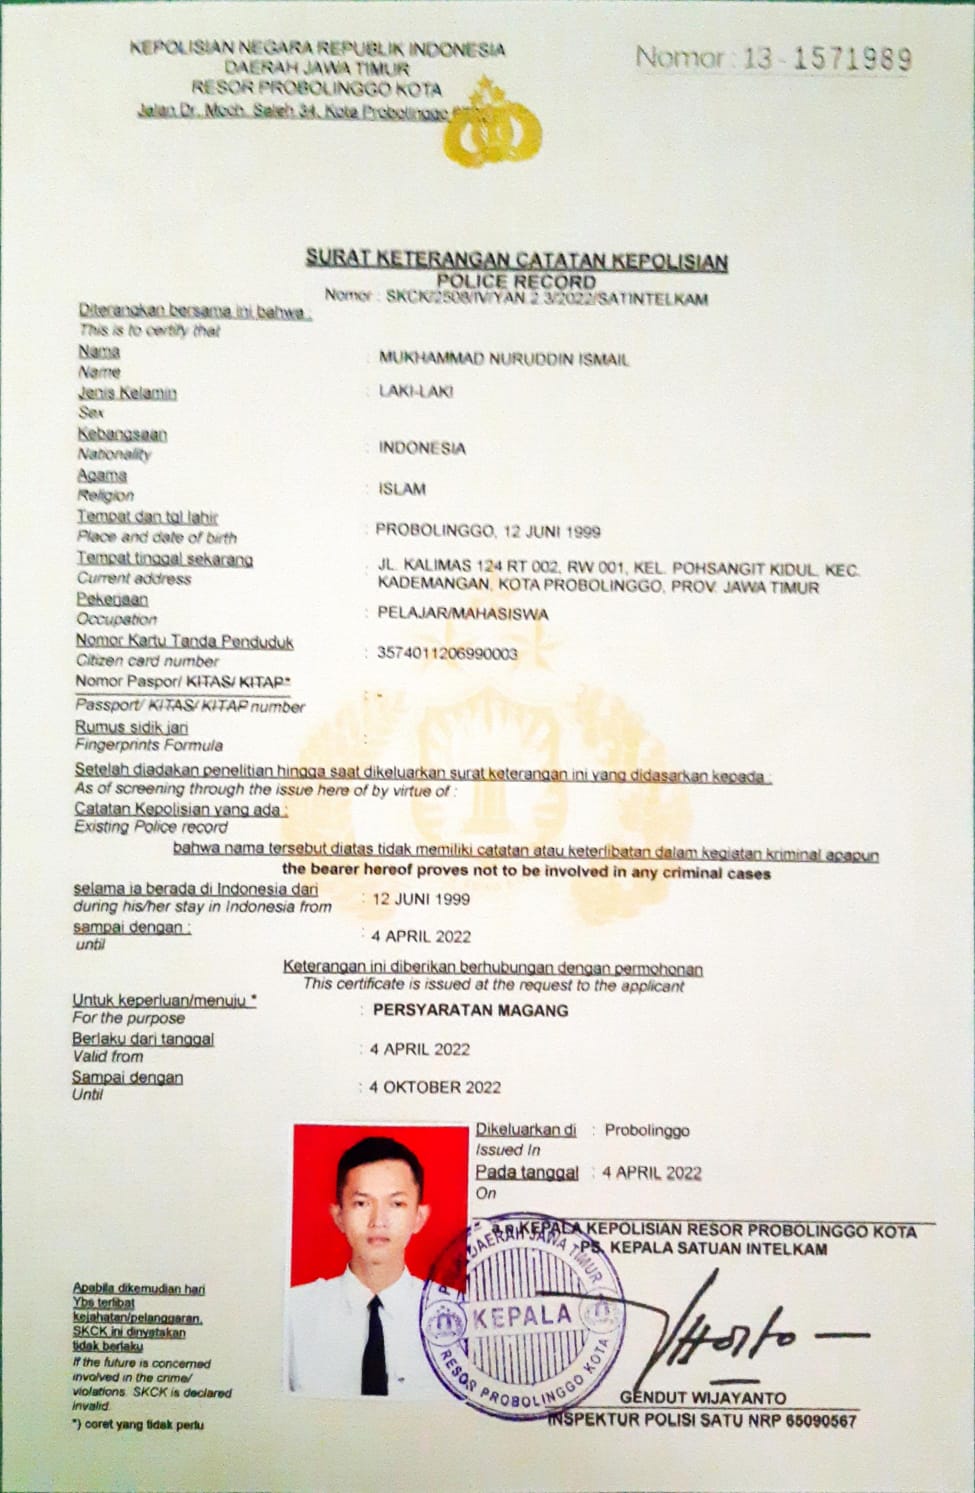 KEPOLISIAN NEGARA REPUBLIK INDONESIA
DAERAH JAWA TIMUR
RESOR PROBOLINGGO KOTA
Jalan Dr. Moch. Saleh 34, Kota Probolinggo
Nomor : 13 - 1571989
SURAT KETERANGAN CATATAN KEPOLISIAN
POLICE RECORD
Nomor : SKCK/2508/IV/YAN.2.3/2022/SATINTELKAM
Diterangkan bersama ini bahwa :
This is to certify that
Nama : MUKHAMMAD NURUDDIN ISMAIL
Name
Jenis Kelamin : LAKI-LAKI
Sex
Kebangsaan : INDONESIA
Nationality
Agama : ISLAM
Religion
Tempat dan tgl lahir : PROBOLINGGO, 12 JUNI 1999
Place and date of birth
Tempat tinggal sekarang : JL. KALIMAS 124 RT 002, RW 001, KEL. POHSANGIT KIDUL, KEC.
Current address KADEMANGAN, KOTA PROBOLINGGO, PROV. JAWA TIMUR
Pekerjaan : PELAJAR/MAHASISWA
Occupation
Nomor Kartu Tanda Penduduk : 3574011206990003
Citizen card number
Nomor Paspor/ KITAS/ KITAP* : -
Passport/ KITAS/ KITAP number
Rumus sidik jari :
Fingerprints Formula
Setelah diadakan penelitian hingga saat dikeluarkan surat keterangan ini yang didasarkan kepada :
As of screening through the issue here of by virtue of :
Catatan Kepolisian yang ada :
Existing Police record
bahwa nama tersebut diatas tidak memiliki catatan atau keterlibatan dalam kegiatan kriminal apapun
the bearer hereof proves not to be involved in any criminal cases
selama ia berada di Indonesia dari : 12 JUNI 1999
during his/her stay in Indonesia from
sampai dengan : : 4 APRIL 2022
until
Keterangan ini diberikan berhubungan dengan permohonan
This certificate is issued at the request to the applicant
Untuk keperluan/menuju * : PERSYARATAN MAGANG
For the purpose
Berlaku dari tanggal : 4 APRIL 2022
Valid from
Sampai dengan : 4 OKTOBER 2022
Until
Dikeluarkan di : Probolinggo
Issued In
Pada tanggal : 4 APRIL 2022
On
a.n KEPALA KEPOLISIAN RESOR PROBOLINGGO KOTA
PS. KEPALA SATUAN INTELKAM
DAERAH JAWA TIMUR
KEPALA
RESOR PROBOLINGGO KOTA
GENDUT WIJAYANTO
INSPEKTUR POLISI SATU NRP 65090567
Apabila dikemudian hari
Ybs terlibat
kejahatan/pelanggaran,
SKCK ini dinyatakan
tidak berlaku
If the future is concerned
involved in the crime/
violations. SKCK is declared
invalid.
*) coret yang tidak perlu